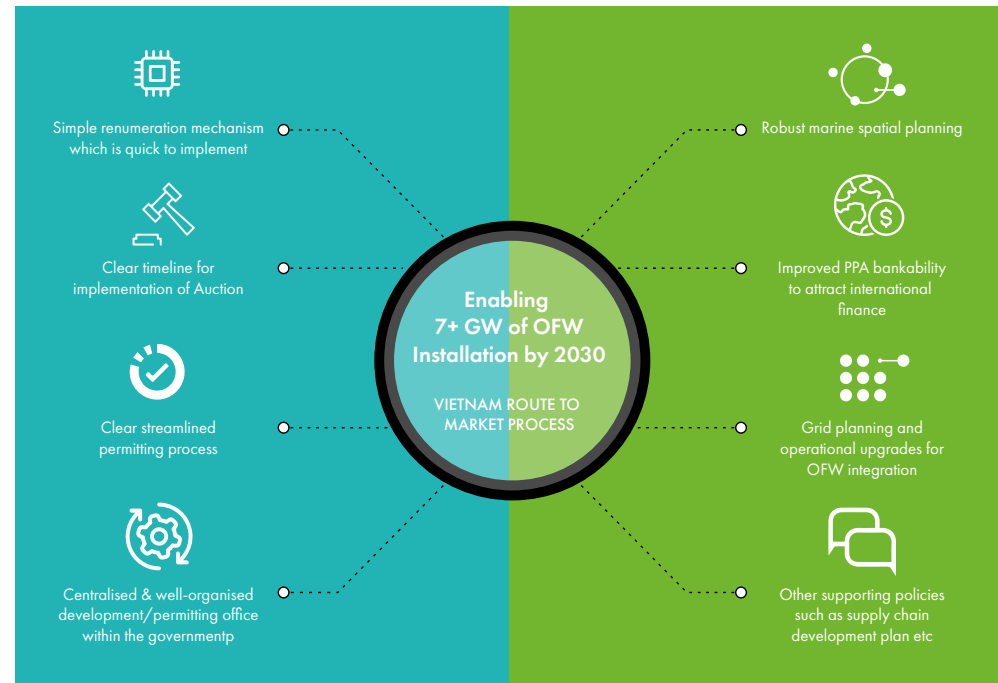 Simple renumeration mechanism
which is quick to implement
Clear timeline for
implementation of Auction
Clear streamlined
permitting process
Centralised & well-organised
development/permitting office
within the governmentp
Enabling
7+ GW of OFW
Installation by 2030
VIETNAM ROUTE TO
MARKET PROCESS
Robust marine spatial planning
$
Improved PPA bankability
to attract international
finance
Grid planning and
operational upgrades for
OFW integration
Other supporting policies
such as supply chain
development plan etc